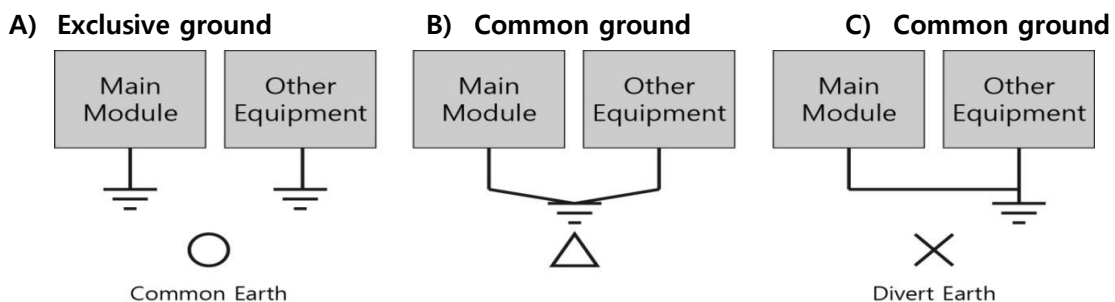 A) Exclusive ground
B) Common ground
C) Common ground
Main
Module
Other
Equipment
Main
Module
Other
Equipment
Main
Module
Other
Equipment
Common Earth
Divert Earth